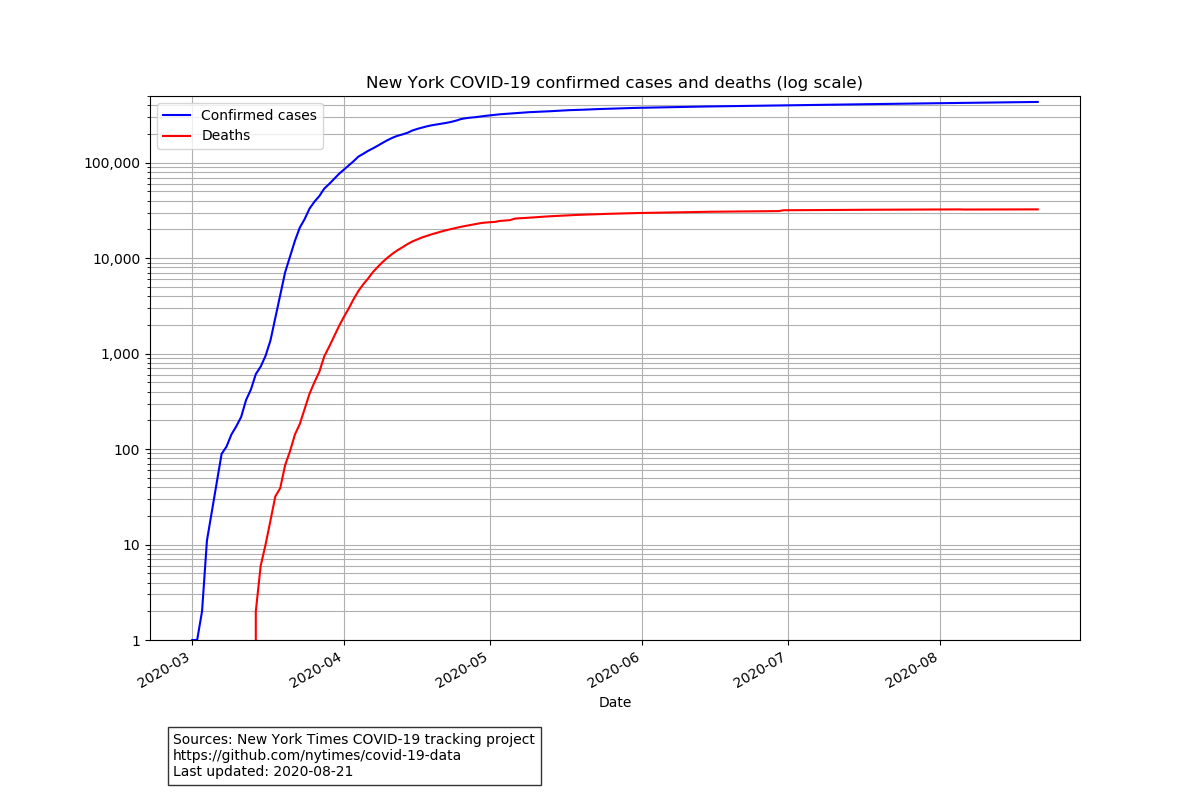 New York COVID-19 confirmed cases and deaths (log scale)
Confirmed cases
Deaths
100,000
10,000
1,000
100
10
1
2020-03
2020-04
2020-05
2020-06
2020-07
2020-08
Date
Sources: New York Times COVID-19 tracking project
https://github.com/nytimes/covid-19-data
Last updated: 2020-08-21